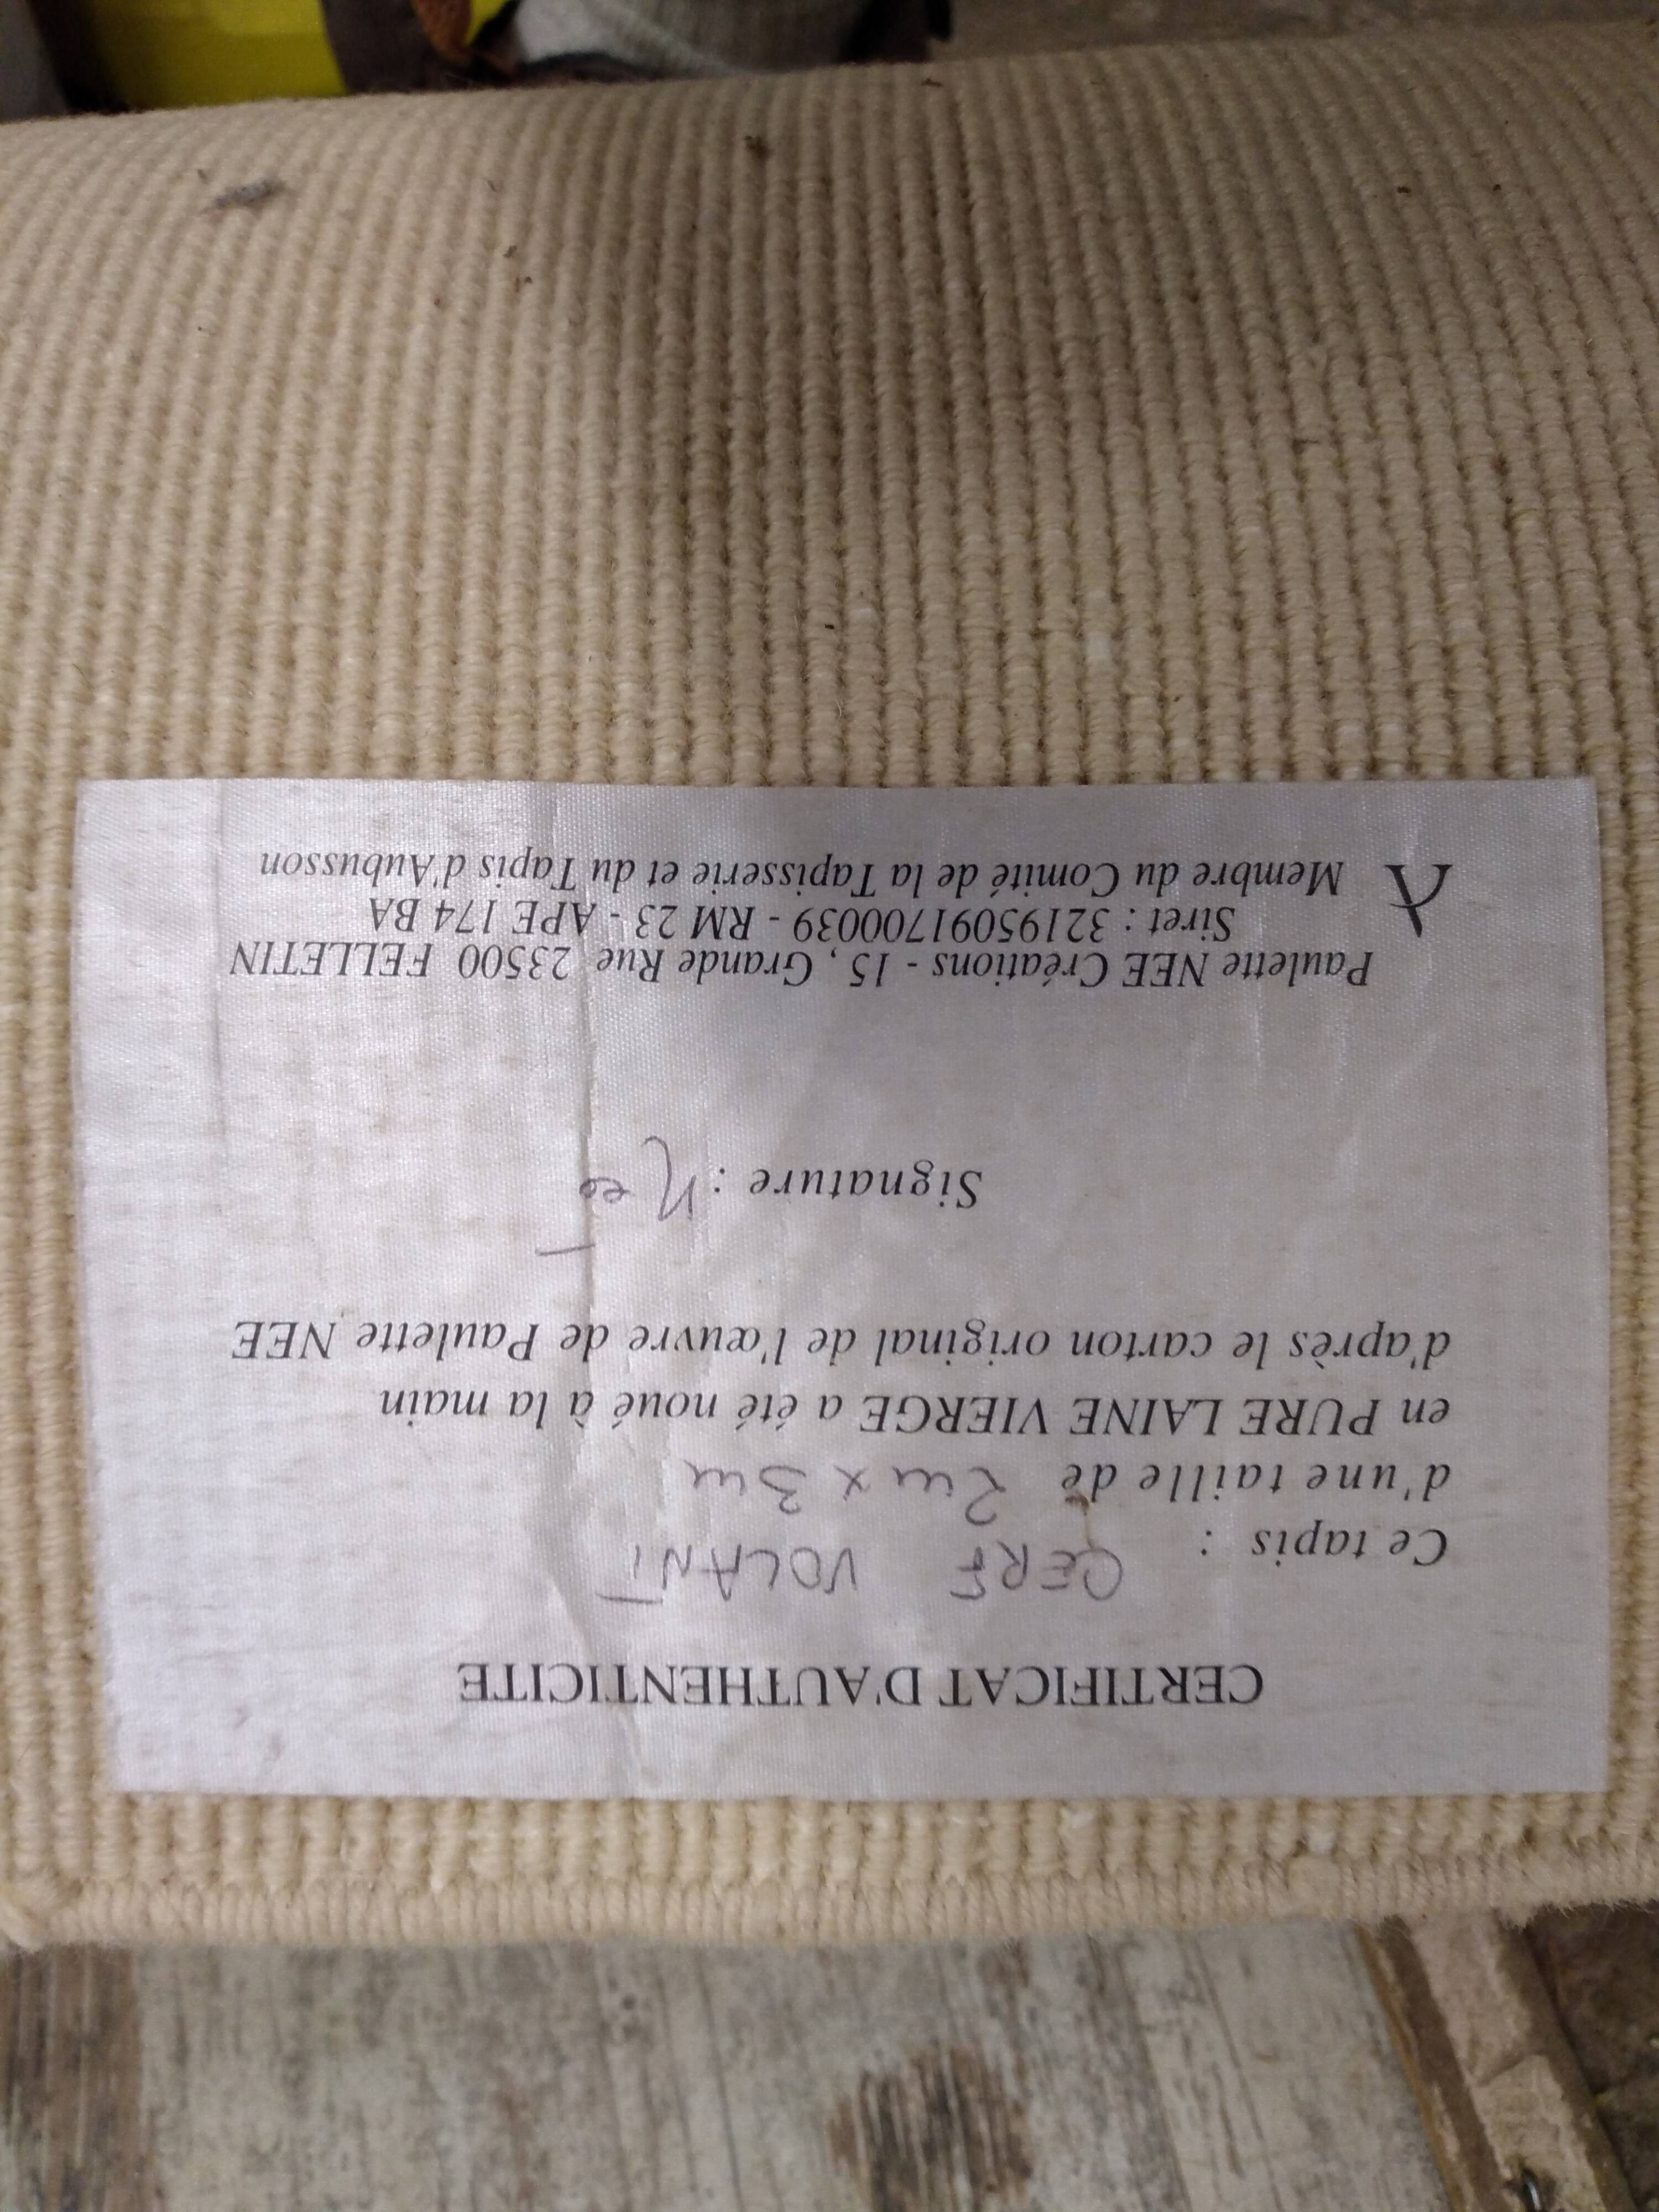 CERTIFICAT D'AUTHENTICITE
Ce tapis : CERF VOLANT
d'une taille de 2m x 3m
en PURE LAINE VIERGE a été noué à la main
d'après le carton original de l'œuvre de Paulette NEE
Signature : Nee
Paulette NEE Créations - 15, Grande Rue 23500 FELLETIN
Siret : 32195091700039 - RM 23 - APE 174 BA
Membre du Comité de la Tapisserie et du Tapis d'Aubusson